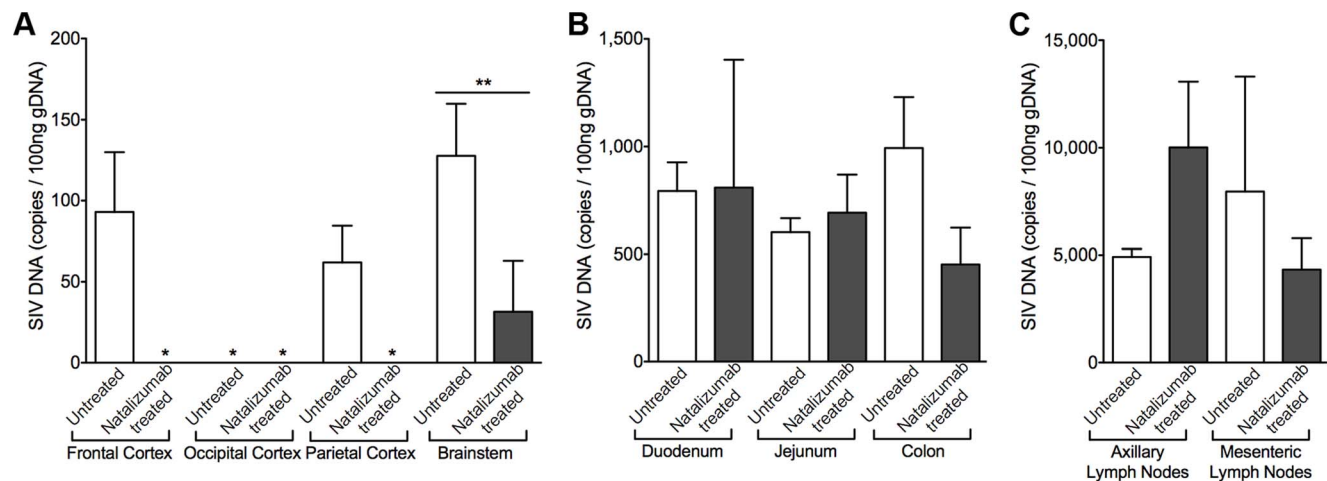 A
SIV DNA (copies / 100ng gDNA)
200
150
100
50
0
**
*
*
*
*
Untreated
Natalizumab
treated
Untreated
Natalizumab
treated
Untreated
Natalizumab
treated
Untreated
Natalizumab
treated
Frontal Cortex
Occipital Cortex
Parietal Cortex
Brainstem
B
SIV DNA (copies / 100ng gDNA)
1,500
1,000
500
0
Untreated
Natalizumab
treated
Untreated
Natalizumab
treated
Untreated
Natalizumab
treated
Duodenum
Jejunum
Colon
C
SIV DNA (copies / 100ng gDNA)
15,000
10,000
5,000
0
Untreated
Natalizumab
treated
Untreated
Natalizumab
treated
Axillary
Lymph Nodes
Mesenteric
Lymph Nodes